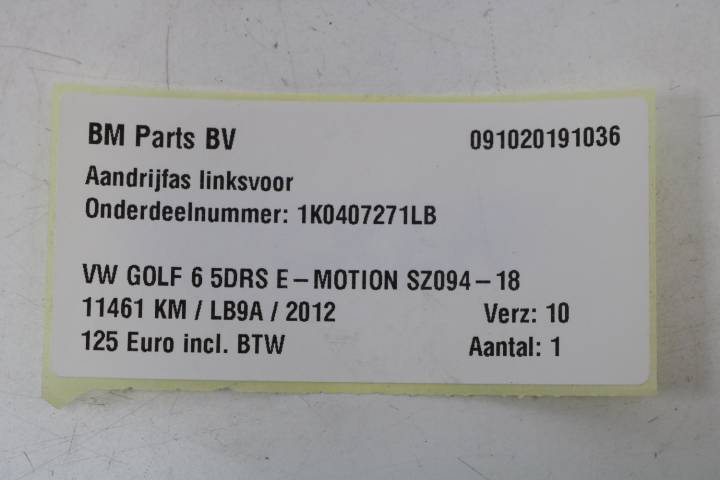 BM Parts BV 091020191036
Aandrijfas linksvoor
Onderdeelnummer: 1K0407271LB
VW GOLF 6 5DRS E-MOTION SZ094-18
11461 KM / LB9A / 2012 Verz: 10
125 Euro incl. BTW Aantal: 1